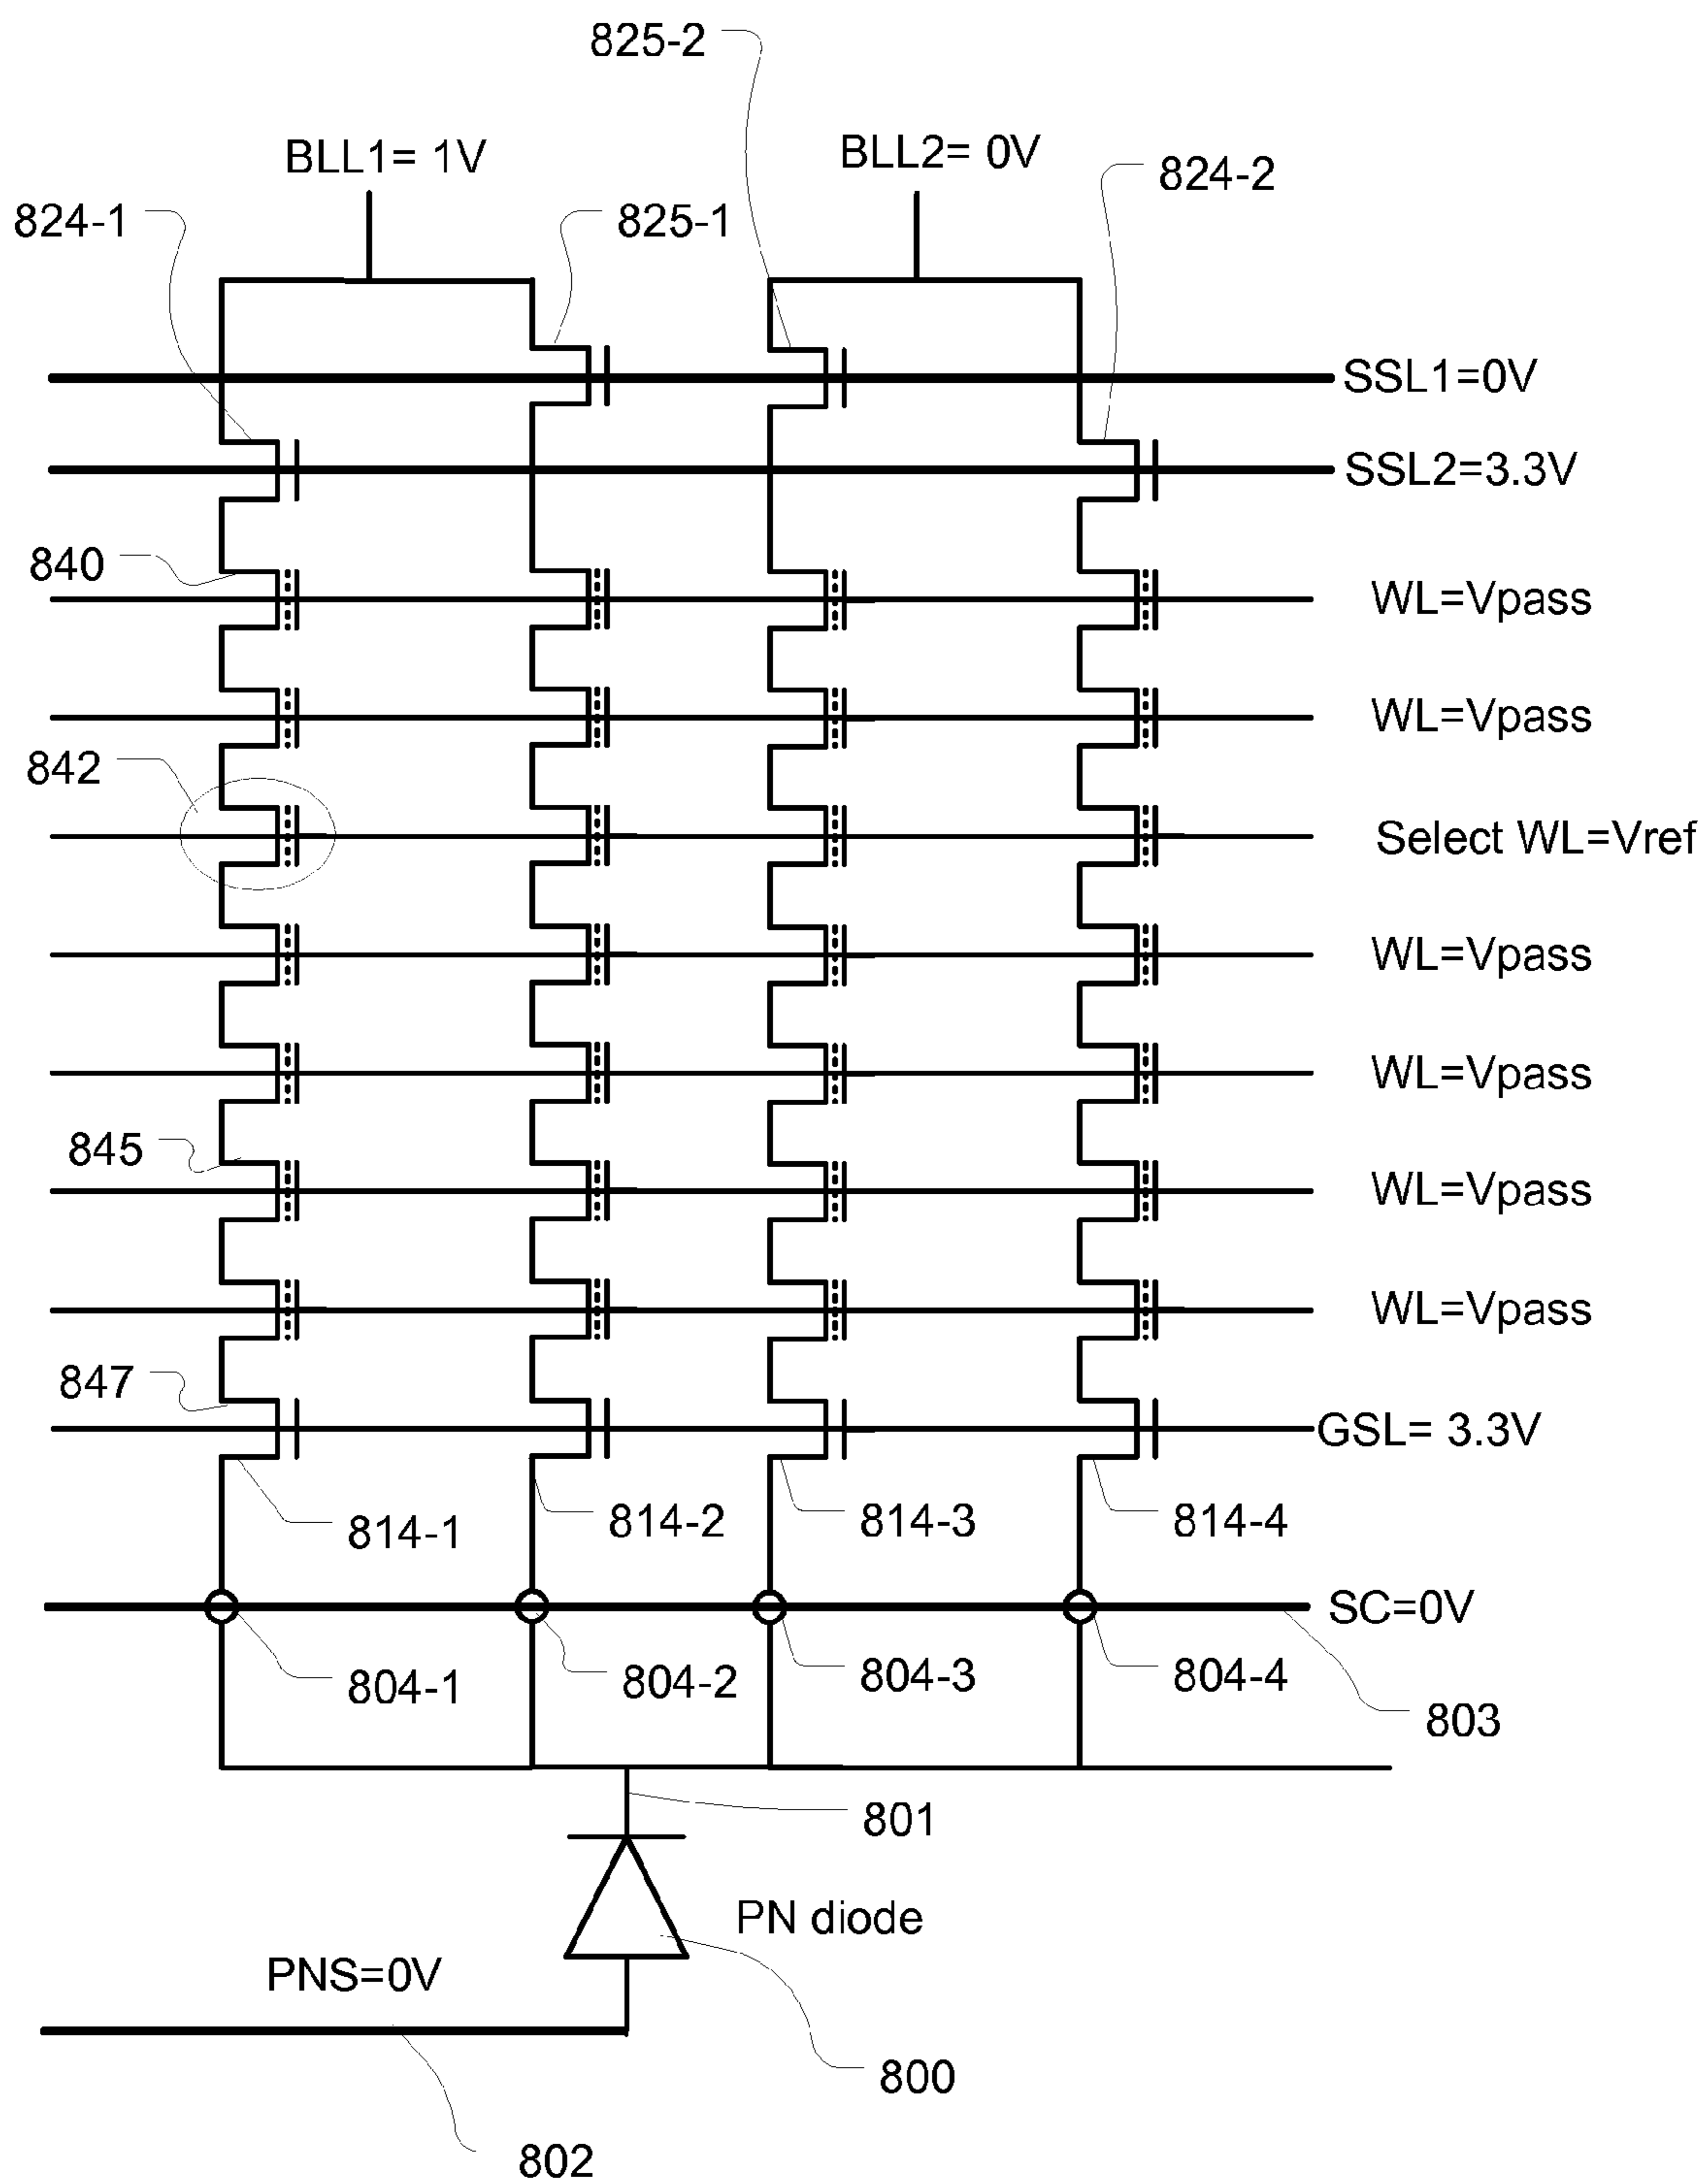 825-2
BLL1= 1V
BLL2= 0V
824-2
824-1
825-1
SSL1=0V
SSL2=3.3V
840
WL=Vpass
WL=Vpass
842
Select WL=Vref
WL=Vpass
WL=Vpass
845
WL=Vpass
WL=Vpass
847
GSL= 3.3V
814-1
814-2
814-3
814-4
SC=0V
804-1
804-2
804-3
804-4
803
801
PN diode
PNS=0V
800
802